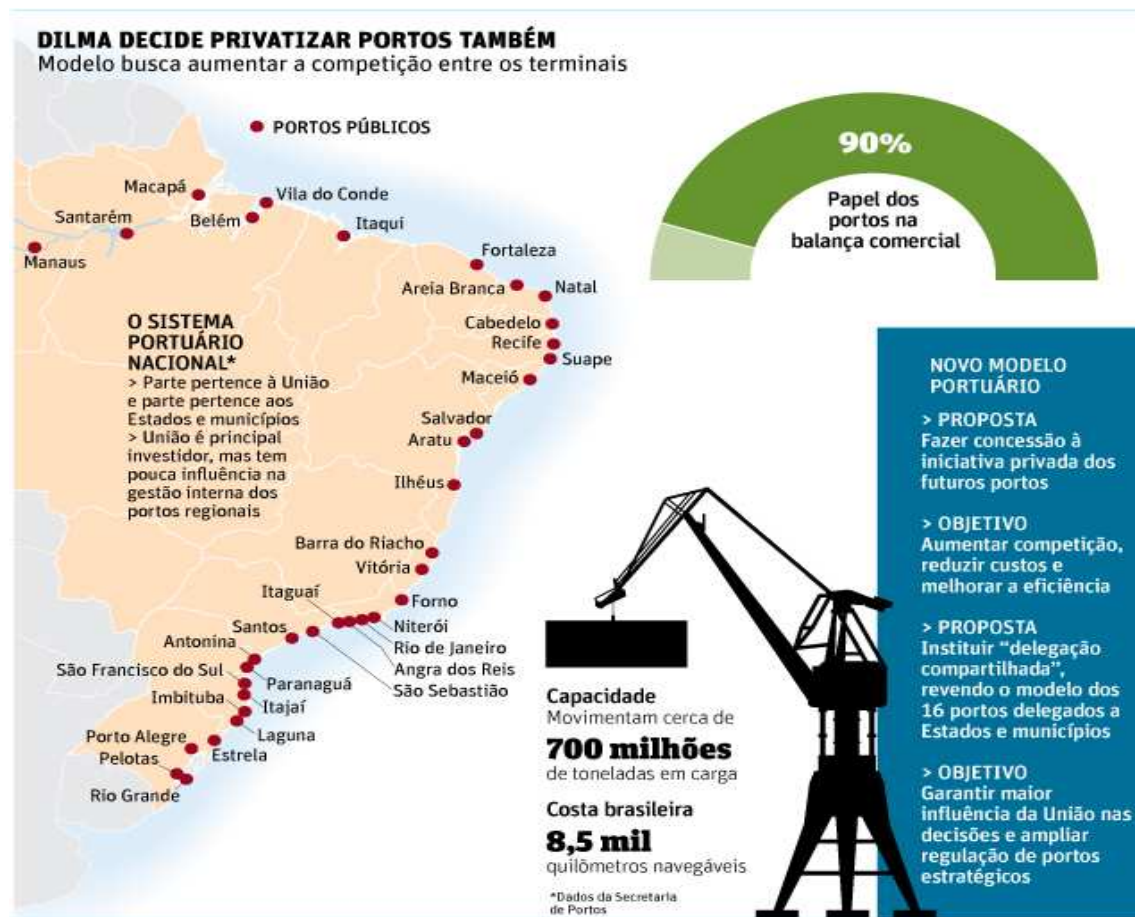 DILMA DECIDE PRIVATIZAR PORTOS TAMBÉM
Modelo busca aumentar a competição entre os terminais
PORTOS PÚBLICOS
Macapá
Vila do Conde
Santarém
Belém
Itaqui
Manaus
Fortaleza
Areia Branca
Natal
Cabedelo
Recife
Suape
Maceió
Salvador
Aratu
Ilhéus
Barra do Riacho
Vitória
Itaguaí
Forno
Santos
Niterói
Antonina
Rio de Janeiro
São Francisco do Sul
Paranaguá
Angra dos Reis
Imbituba
Itajaí
São Sebastião
Laguna
Porto Alegre
Estrela
Pelotas
Rio Grande
O SISTEMA
PORTUÁRIO
NACIONAL*
> Parte pertence à União
e parte pertence aos
Estados e municípios
> União é principal
investidor, mas tem
pouca influência na
gestão interna dos
portos regionais
90%
Papel dos
portos na
balança comercial
Capacidade
Movimentam cerca de
700 milhões
de toneladas em carga
Costa brasileira
8,5 mil
quilômetros navegáveis
*Dados da Secretaria
de Portos
NOVO MODELO
PORTUÁRIO
> PROPOSTA
Fazer concessão à
iniciativa privada dos
futuros portos
> OBJETIVO
Aumentar competição,
reduzir custos e
melhorar a eficiência
> PROPOSTA
Instituir “delegação
compartilhada”,
revendo o modelo dos
16 portos delegados a
Estados e municípios
> OBJETIVO
Garantir maior
influência da União nas
decisões e ampliar
regulação de portos
estratégicos